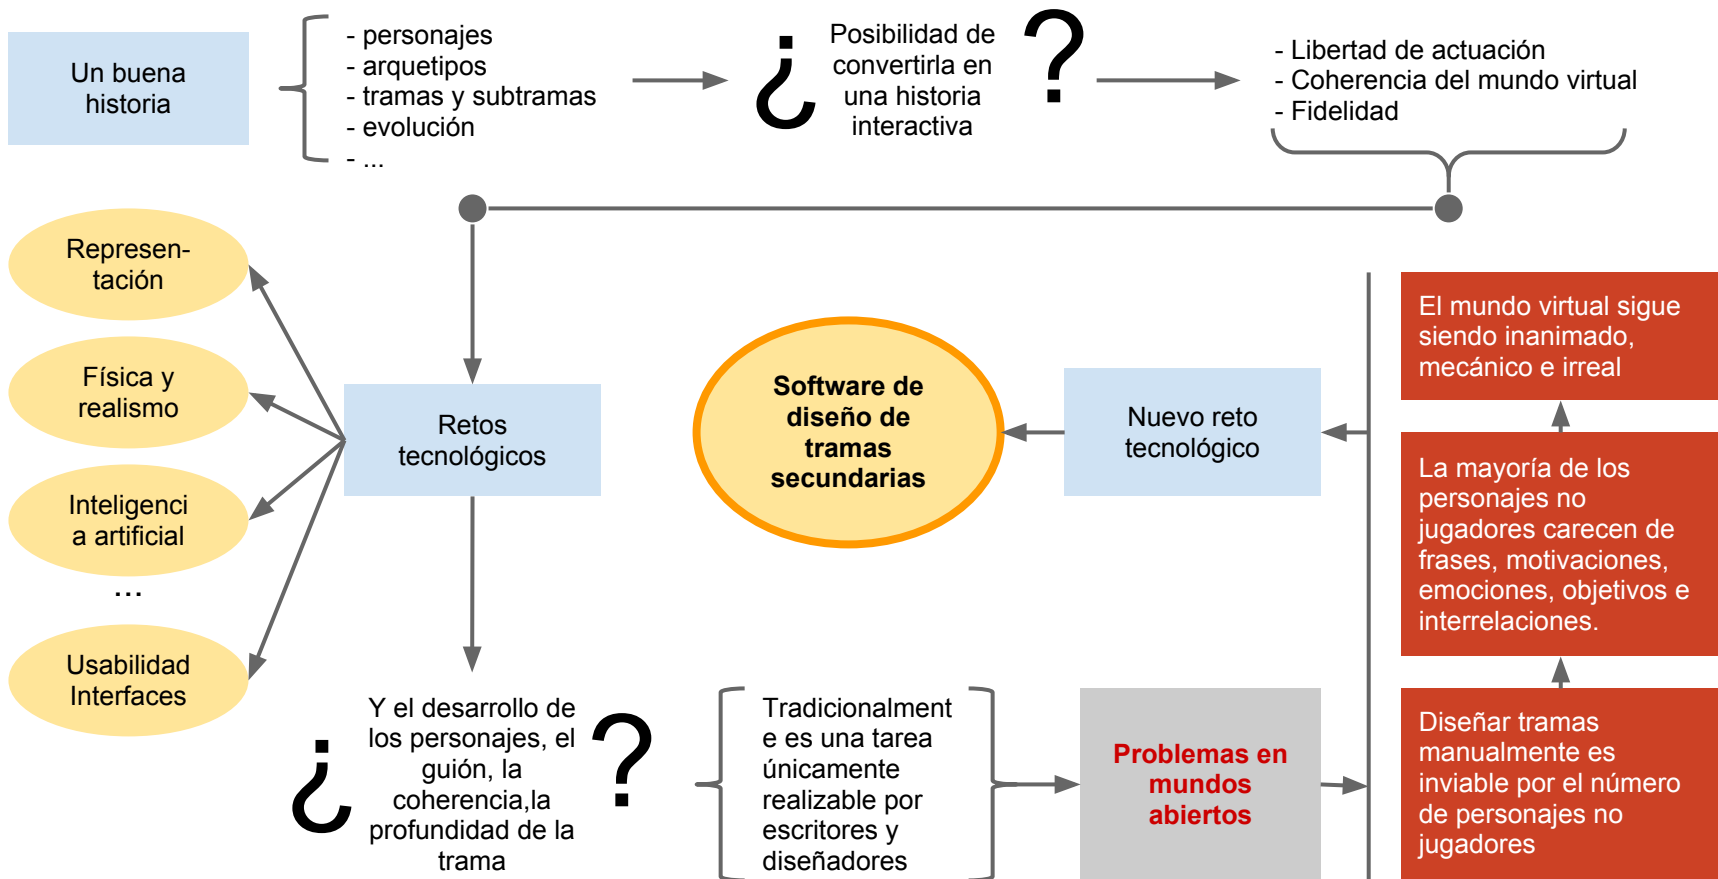 Un buena
historia
- personajes
- arquetipos
- tramas y subtramas
- evolución
- ...
¿
Posibilidad de
convertirla en
una historia
interactiva
?
- Libertad de actuación
- Coherencia del mundo virtual
- Fidelidad
Represen-
tación
Física y
realismo
Inteligenci
a artificial
...
Usabilidad
Interfaces
Retos
tecnológicos
Software de
diseño de
tramas
secundarias
Nuevo reto
tecnológico
El mundo virtual sigue
siendo inanimado,
mecánico e irreal
La mayoría de los
personajes no
jugadores carecen de
frases, motivaciones,
emociones, objetivos e
interrelaciones.
Diseñar tramas
manualmente es
inviable por el número
de personajes no
jugadores
¿
Y el desarrollo de
los personajes, el
guión, la
coherencia,la
profundidad de la
trama
?
Tradicionalment
e es una tarea
únicamente
realizable por
escritores y
diseñadores
Problemas en
mundos
abiertos